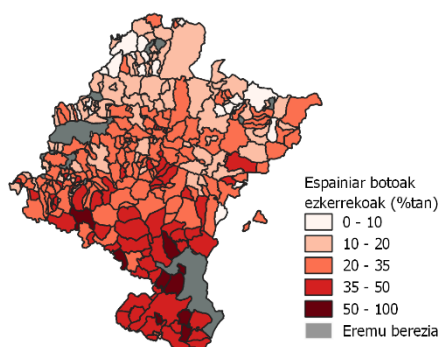 Espainiar botoak
ezkerrekoak (%tan)
0 - 10
10 - 20
20 - 35
35 - 50
50 - 100
Eremu berezia